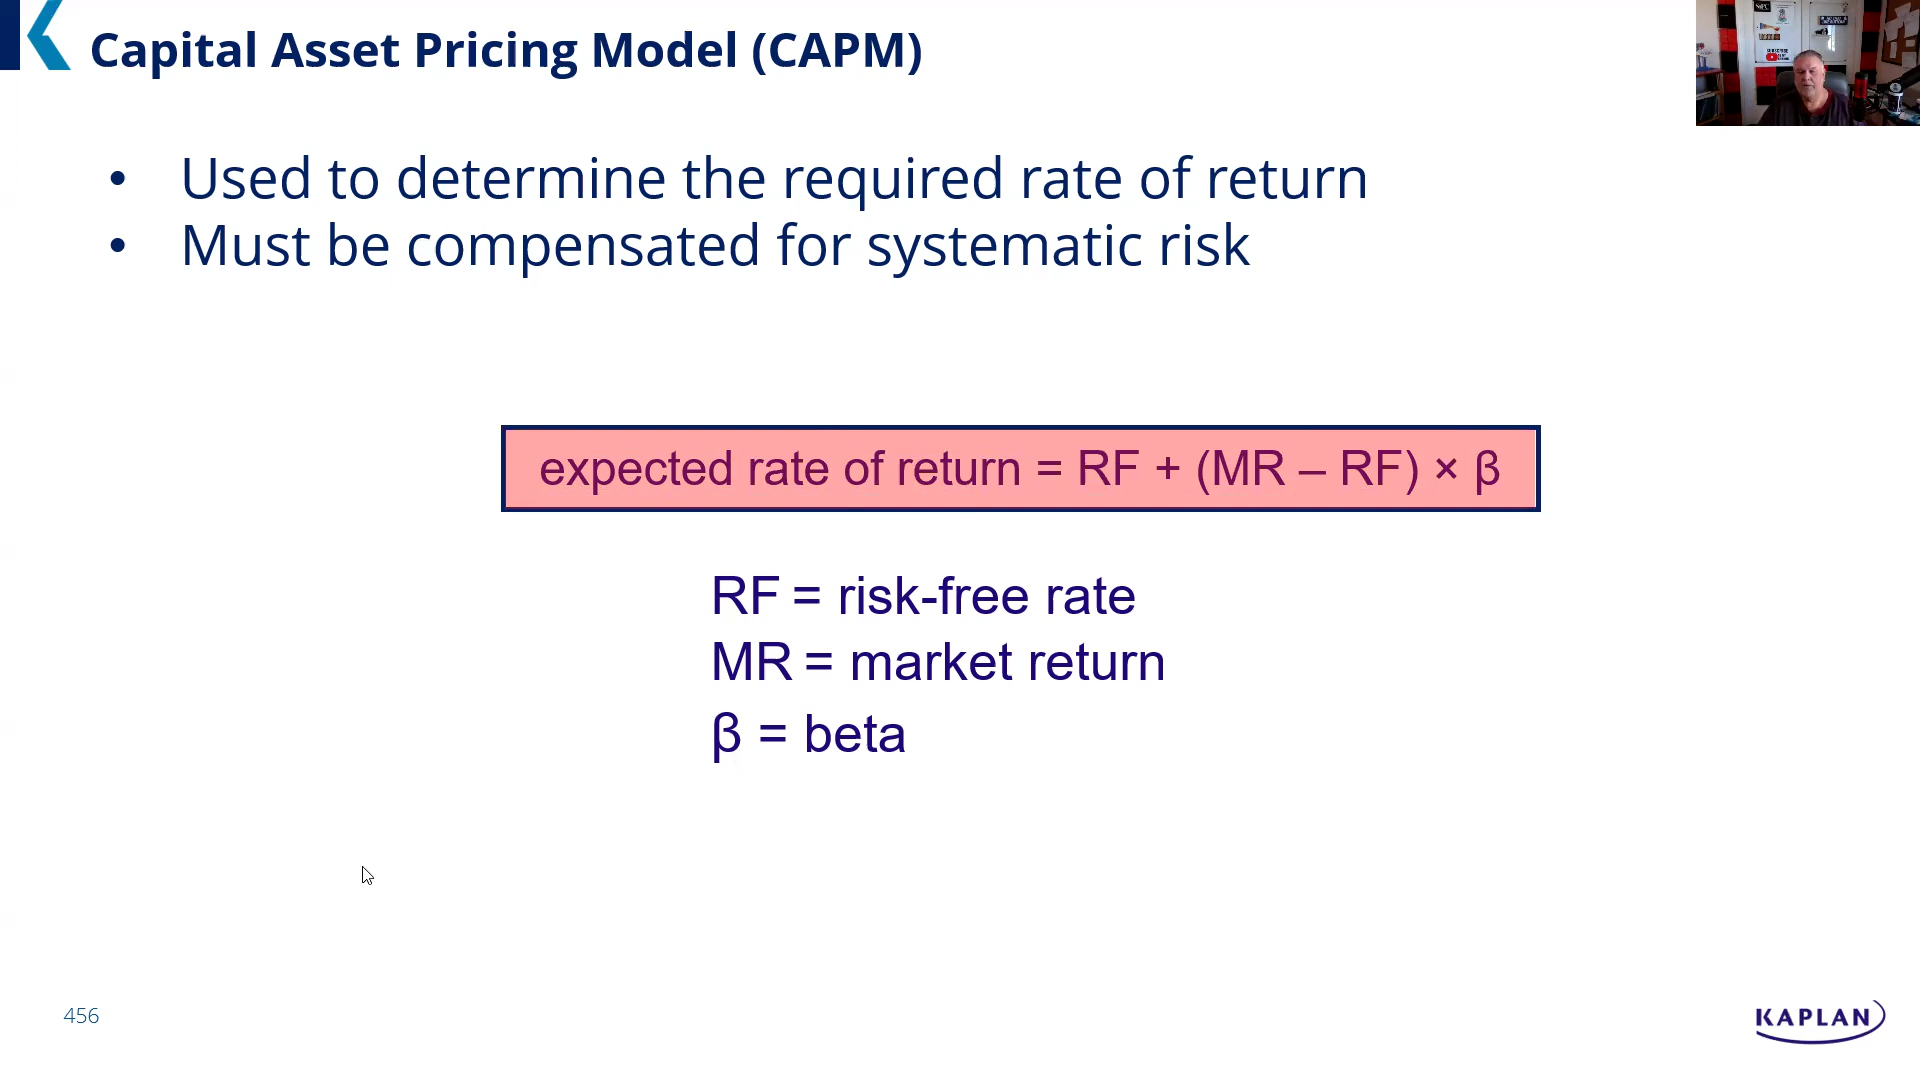 Capital Asset Pricing Model (CAPM)
• Used to determine the required rate of return
• Must be compensated for systematic risk
expected rate of return = RF + (MR – RF) × β
RF = risk-free rate
MR = market return
β = beta
456
KAPLAN